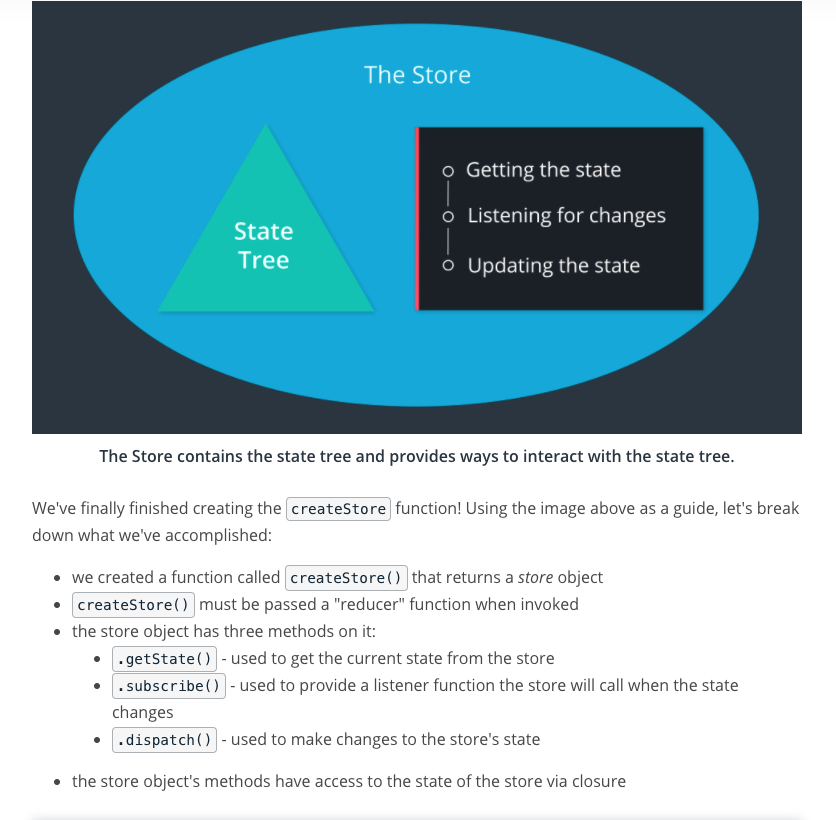 The Store
State
Tree
Getting the state
Listening for changes
Updating the state
The Store contains the state tree and provides ways to interact with the state tree.
We've finally finished creating the createStore function! Using the image above as a guide, let's break
down what we've accomplished:
• we created a function called createStore() that returns a store object
• createStore() must be passed a "reducer" function when invoked
• the store object has three methods on it:
• .getState() - used to get the current state from the store
• .subscribe() - used to provide a listener function the store will call when the state
changes
• .dispatch() - used to make changes to the store's state
• the store object's methods have access to the state of the store via closure